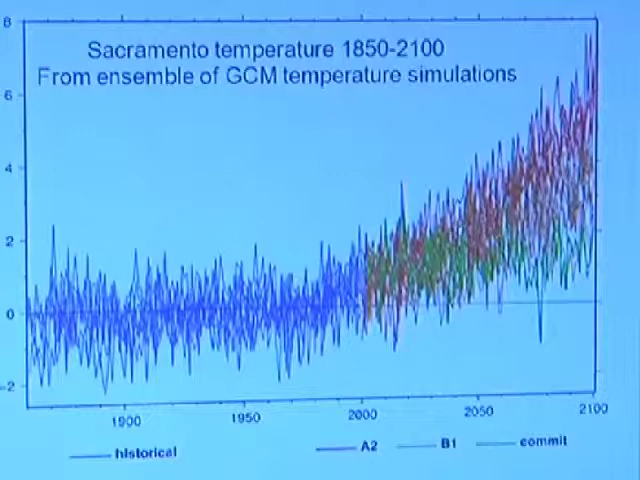 Sacramento temperature 1850-2100
From ensemble of GCM temperature simulations
8
6
4
2
0
-2
1900 1950 2000 2050 2100
historical A2 B1 commit